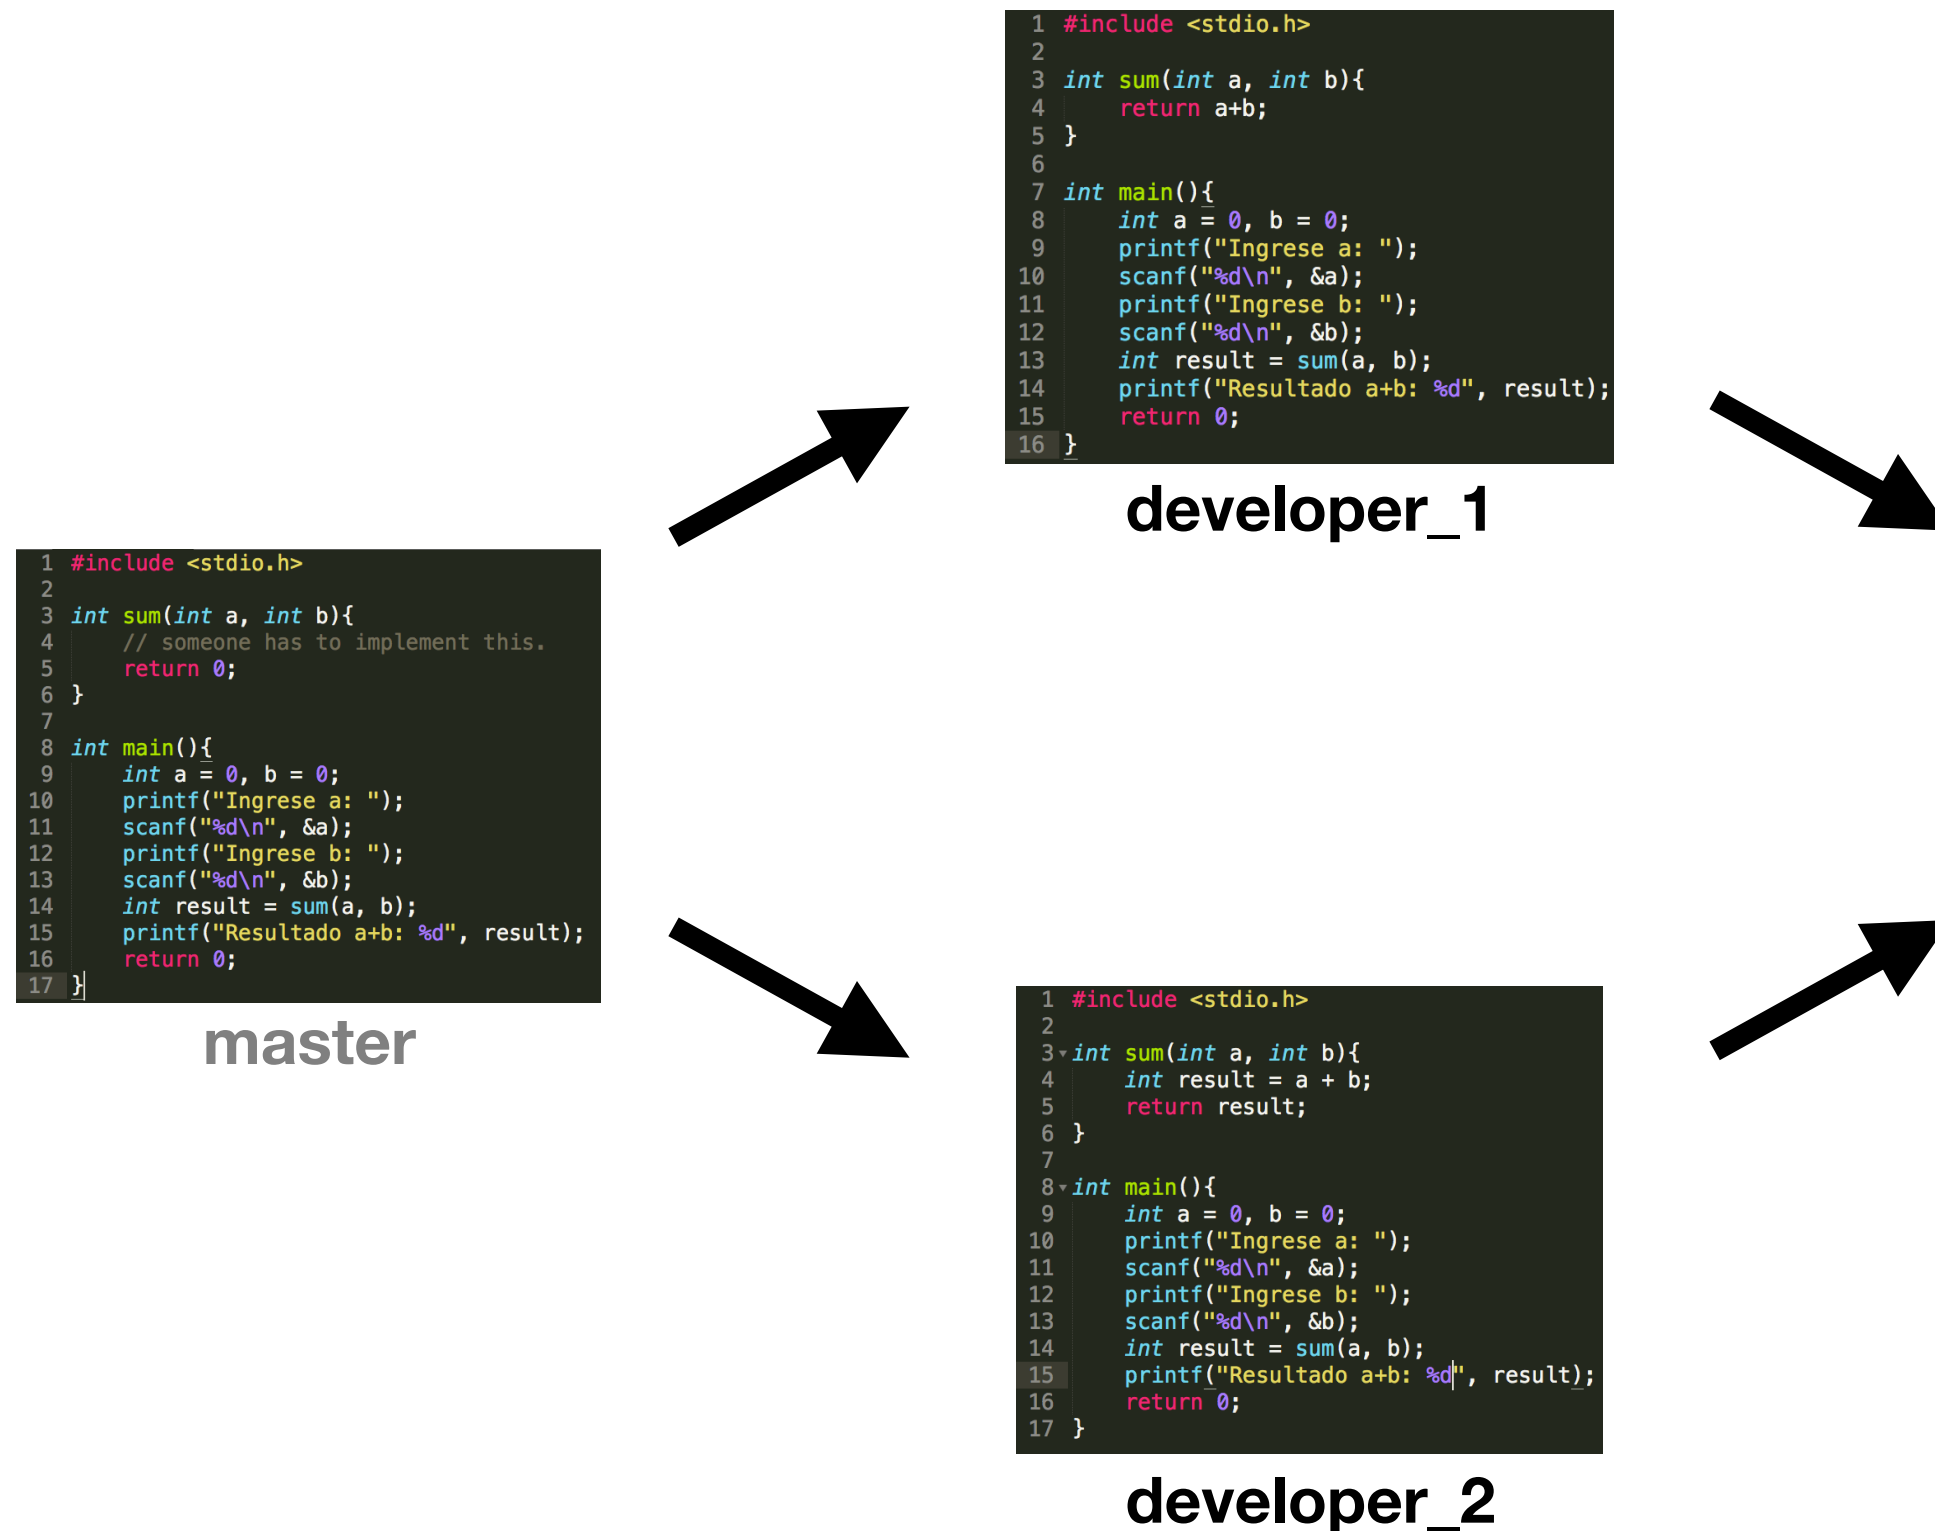 1 #include <stdio.h>
2
3 int sum(int a, int b){
4     return a+b;
5 }
6
7 int main(){
8     int a = 0, b = 0;
9     printf("Ingrese a: ");
10     scanf("%d\n", &a);
11     printf("Ingrese b: ");
12     scanf("%d\n", &b);
13     int result = sum(a, b);
14     printf("Resultado a+b: %d", result);
15     return 0;
16 }
developer_1
1 #include <stdio.h>
2
3 int sum(int a, int b){
4     // someone has to implement this.
5     return 0;
6 }
7
8 int main(){
9     int a = 0, b = 0;
10     printf("Ingrese a: ");
11     scanf("%d\n", &a);
12     printf("Ingrese b: ");
13     scanf("%d\n", &b);
14     int result = sum(a, b);
15     printf("Resultado a+b: %d", result);
16     return 0;
17 }
master
1 #include <stdio.h>
2
3 int sum(int a, int b){
4     int result = a + b;
5     return result;
6 }
7
8 int main(){
9     int a = 0, b = 0;
10     printf("Ingrese a: ");
11     scanf("%d\n", &a);
12     printf("Ingrese b: ");
13     scanf("%d\n", &b);
14     int result = sum(a, b);
15     printf("Resultado a+b: %d", result);
16     return 0;
17 }
developer_2